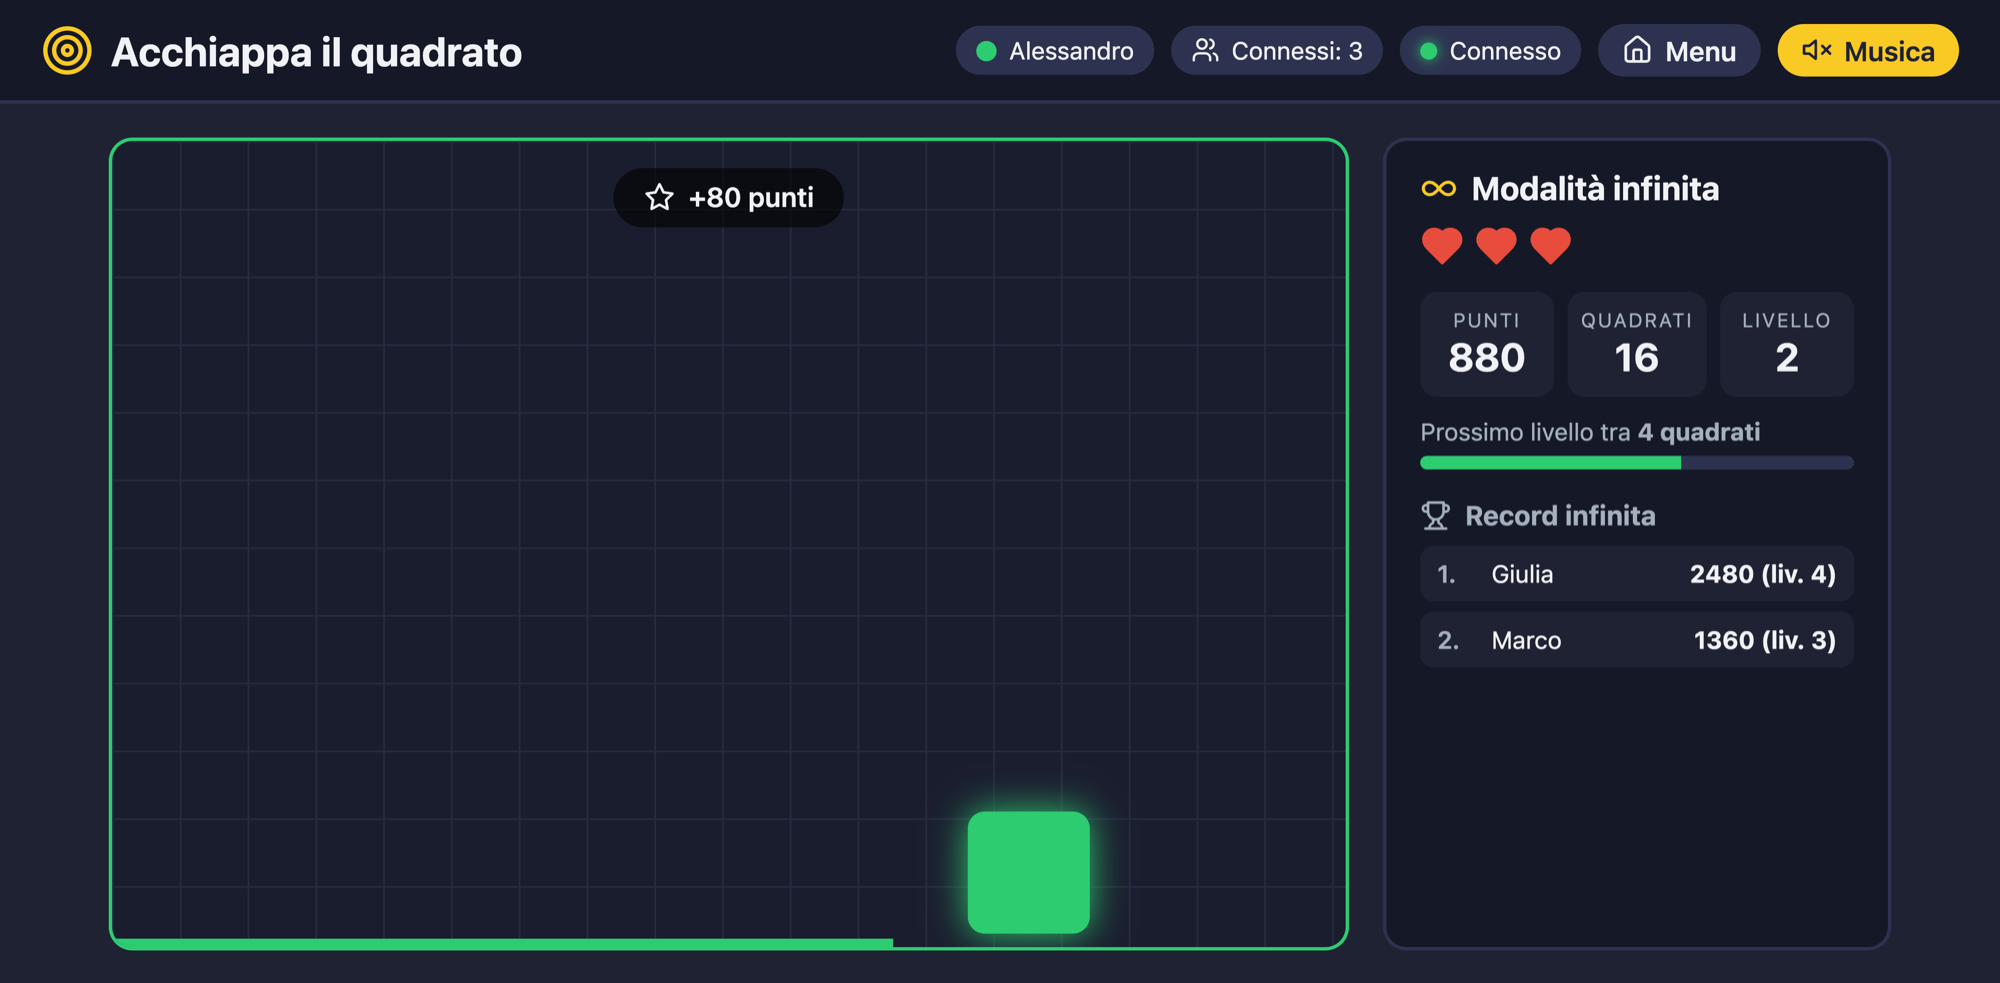 Acchiappa il quadrato
Alessandro
Connessi: 3
Connesso
Menu
Musica
+80 punti
Modalità infinita
PUNTI
880
QUADRATI
16
LIVELLO
2
Prossimo livello tra 4 quadrati
Record infinita
1. Giulia 2480 (liv. 4)
2. Marco 1360 (liv. 3)